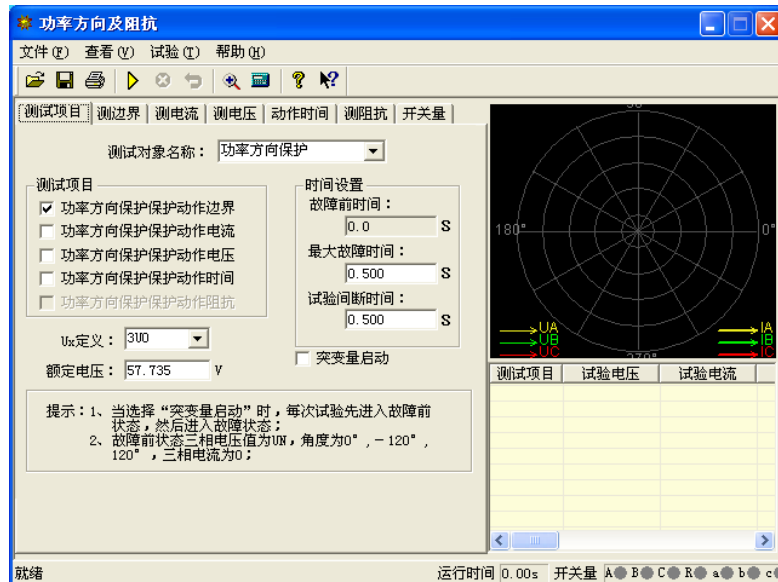 功率方向及阻抗
文件(F) 查看(V) 试验(T) 帮助(H)
测试项目 测边界 测电流 测电压 动作时间 测阻抗 开关量
测试对象名称： 功率方向保护
测试项目
功率方向保护保护动作边界
功率方向保护保护动作电流
功率方向保护保护动作电压
功率方向保护保护动作时间
功率方向保护保护动作阻抗
时间设置
故障前时间：
0.0 S
最大故障时间：
0.500 S
试验间断时间：
0.500 S
Ux定义： 3U0
突变量启动
额定电压： 57.735 V
提示：1、当选择“突变量启动”时，每次试验先进入故障前
状态，然后进入故障状态；
2、故障前状态三相电压值为UN，角度为0°,－120°,
120°，三相电流为0；
180° 0°
UA IA
UB IB
UC IC
270°
测试项目 试验电压 试验电流
就绪 运行时间 0.00s 开关量 A B C R a b c